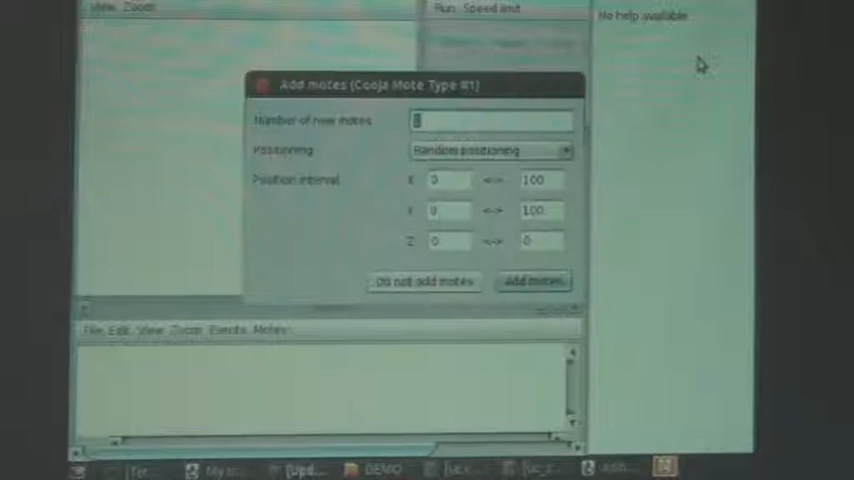 View Zoom
Run Speed limit
No help available
Add motes (Cooja Mote Type #1)
Number of new motes
Positioning Random positioning
Position interval X 0 <-> 100
Y 0 <-> 100
Z 0 <-> 0
Do not add motes Add motes
File Edit View Zoom Events Motes
[Upd... DEMO